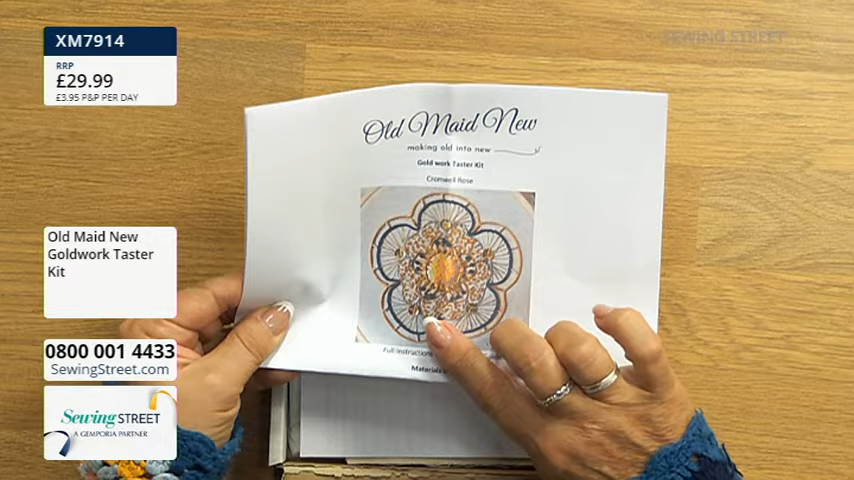 XM7914
RRP
£29.99
£3.95 P&P PER DAY
SEWING STREET
Old Maid New
making old into new
Gold work Taster Kit
Cromwell Rose
Full instructions
Materials
Old Maid New
Goldwork Taster
Kit
0800 001 4433
SewingStreet.com
Sewing STREET
A GEMPORIA PARTNER